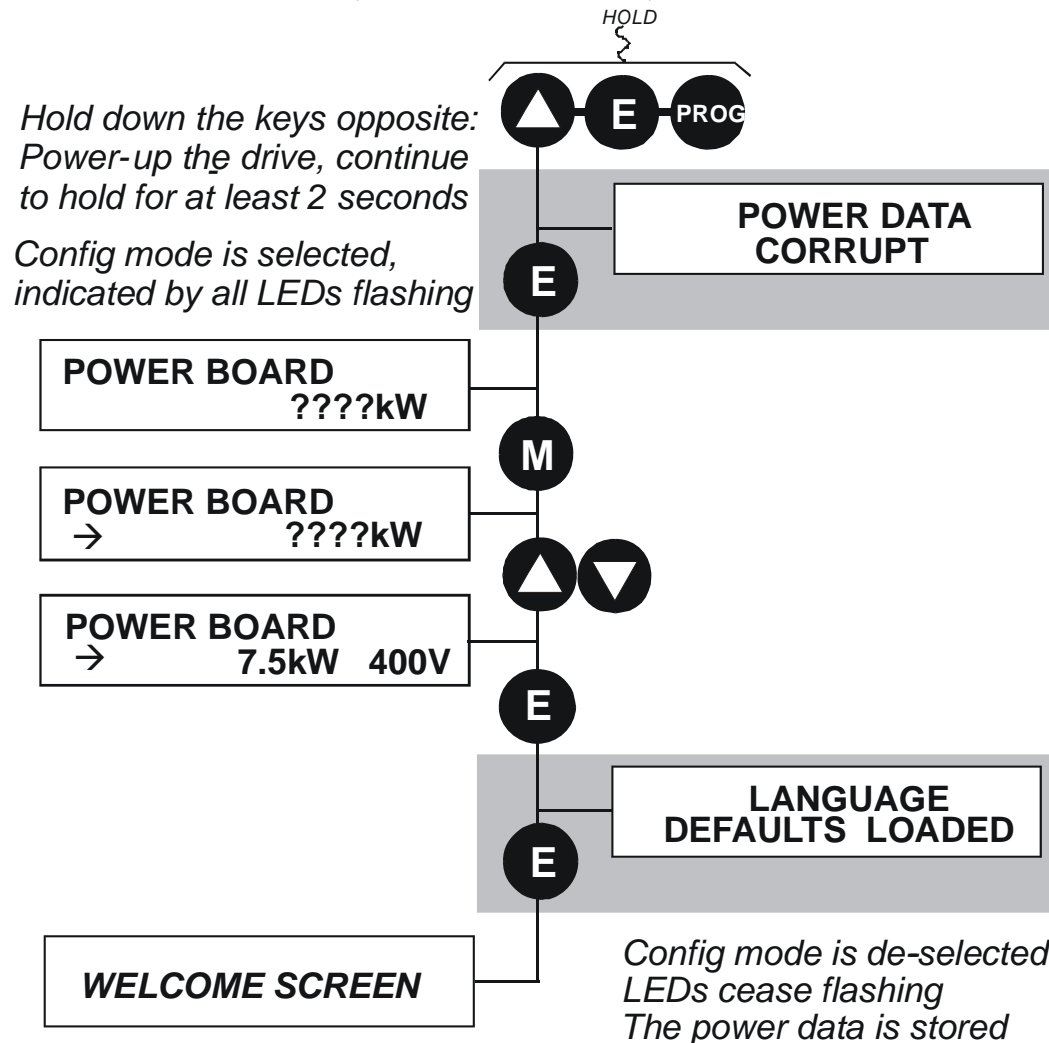 HOLD
E PROG
Hold down the keys opposite:
Power-up the drive, continue
to hold for at least 2 seconds
POWER DATA
CORRUPT
Config mode is selected,
indicated by all LEDs flashing
E
POWER BOARD
????kW
M
POWER BOARD
→ ????kW
POWER BOARD
→ 7.5kW 400V
E
LANGUAGE
DEFAULTS LOADED
E
WELCOME SCREEN
Config mode is de-selected
LEDs cease flashing
The power data is stored